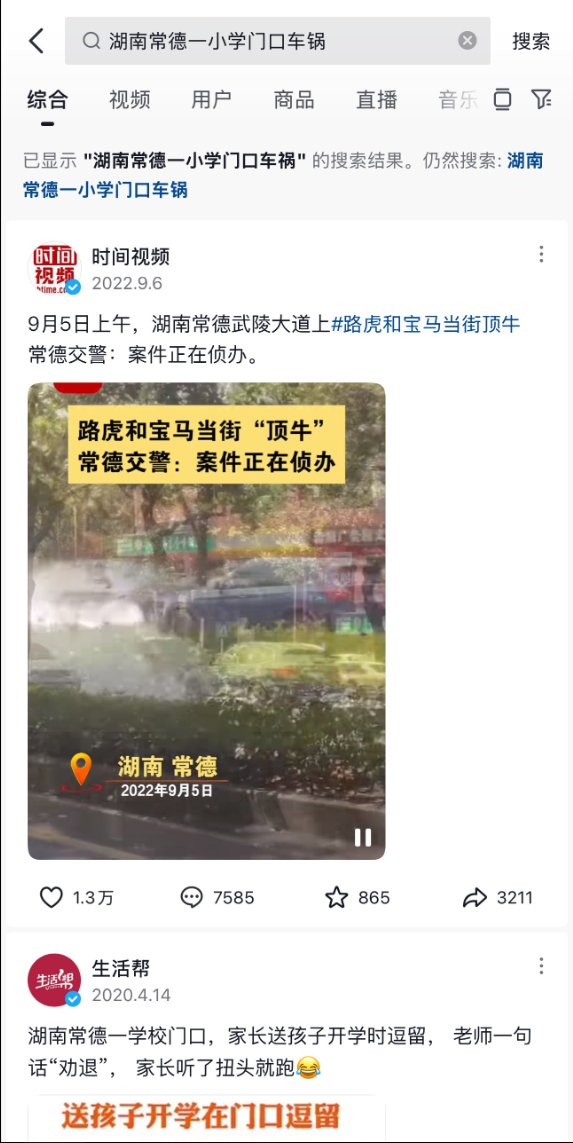 湖南常德一小学门口车锅
搜索
综合 视频 用户 商品 直播 音乐
已显示 "湖南常德一小学门口车祸" 的搜索结果。仍然搜索: 湖南
常德一小学门口车锅
时间
视频
btime.co
时间视频
2022.9.6
9月5日上午，湖南常德武陵大道上#路虎和宝马当街顶牛
常德交警：案件正在侦办。
路虎和宝马当街“顶牛”
常德交警：案件正在侦办
湖南 常德
2022年9月5日
1.3万 7585 865 3211
生活帮
生活帮
2020.4.14
湖南常德一学校门口，家长送孩子开学时逗留， 老师一句
话“劝退”， 家长听了扭头就跑😂
送孩子开学在门口逗留